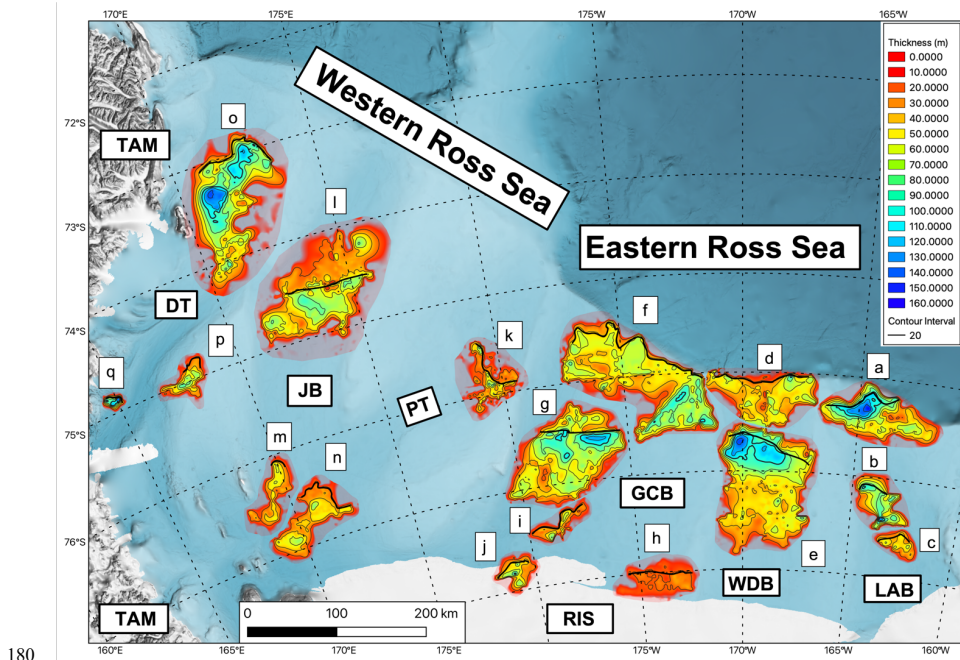 170°E 175°E 175°W 170°W 165°W
Thickness (m)
0.0000
10.0000
20.0000
30.0000
40.0000
50.0000
60.0000
70.0000
80.0000
90.0000
100.0000
110.0000
120.0000
130.0000
140.0000
150.0000
160.0000
Contour Interval
20
Western Ross Sea
Eastern Ross Sea
72°S
73°S
74°S
75°S
76°S
o
TAM
l
DT
p
f
k
q
d
a
JB
PT
g
m
n
b
GCB
i
j
h
e
c
WDB
LAB
RIS
TAM
0 100 200 km
160°E 165°E 170°E 175°E 180° 175°W 170°W 165°W 160°W
180